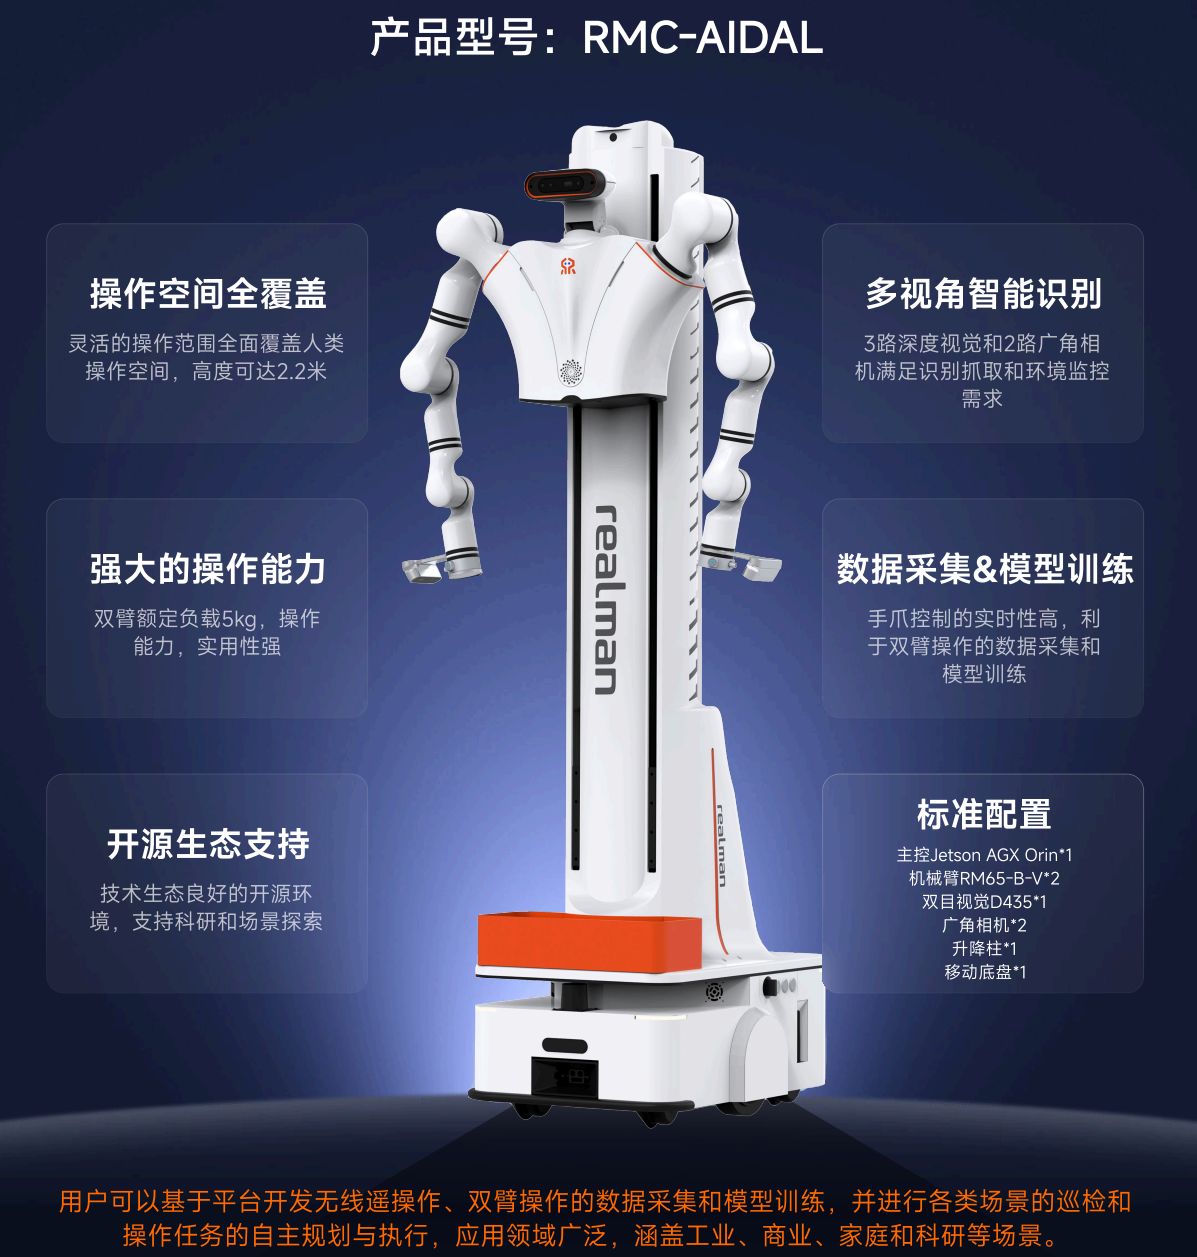 产品型号：RMC-AIDAL
操作空间全覆盖
灵活的操作范围全面覆盖人类
操作空间，高度可达2.2米
强大的操作能力
双臂额定负载5kg，操作
能力，实用性强
开源生态支持
技术生态良好的开源环
境，支持科研和场景探索
realman
realman
多视角智能识别
3路深度视觉和2路广角相
机满足识别抓取和环境监控
需求
数据采集&模型训练
手爪控制的实时性高，利
于双臂操作的数据采集和
模型训练
标准配置
主控Jetson AGX Orin*1
机械臂RM65-B-V*2
双目视觉D435*1
广角相机*2
升降柱*1
移动底盘*1
用户可以基于平台开发无线遥操作、双臂操作的数据采集和模型训练，并进行各类场景的巡检和
操作任务的自主规划与执行，应用领域广泛，涵盖工业、商业、家庭和科研等场景。